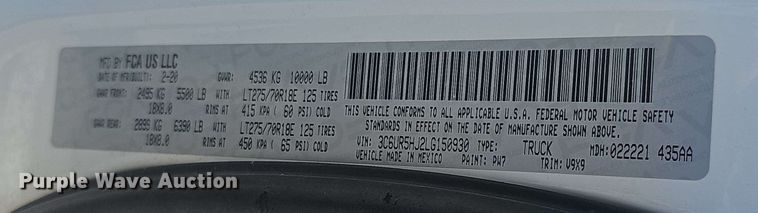 MFD BY FCA US LLC
DATE OF MFR(BUILT): 2-20 GVWR: 4536 KG 10000 LB
GAWR FRONT: 2495 KG 5500 LB WITH LT275/70R18E 125 TIRES
18X8.0 RIMS AT 415 KPA ( 60 PSI) COLD
GAWR REAR: 2895 KG 6390 LB WITH LT275/70R18E 125 TIRES
18X8.0 RIMS AT 450 KPA ( 65 PSI) COLD
THIS VEHICLE CONFORMS TO ALL APPLICABLE U.S.A. FEDERAL MOTOR VEHICLE SAFETY
STANDARDS IN EFFECT ON THE DATE OF MANUFACTURE SHOWN ABOVE.
VIN: 3C6UR5HJ2LG150930 TYPE: TRUCK MDH: 022221 435AA
VEHICLE MADE IN MEXICO PAINT: PW7 TRIM: V9X9
Purple Wave Auction